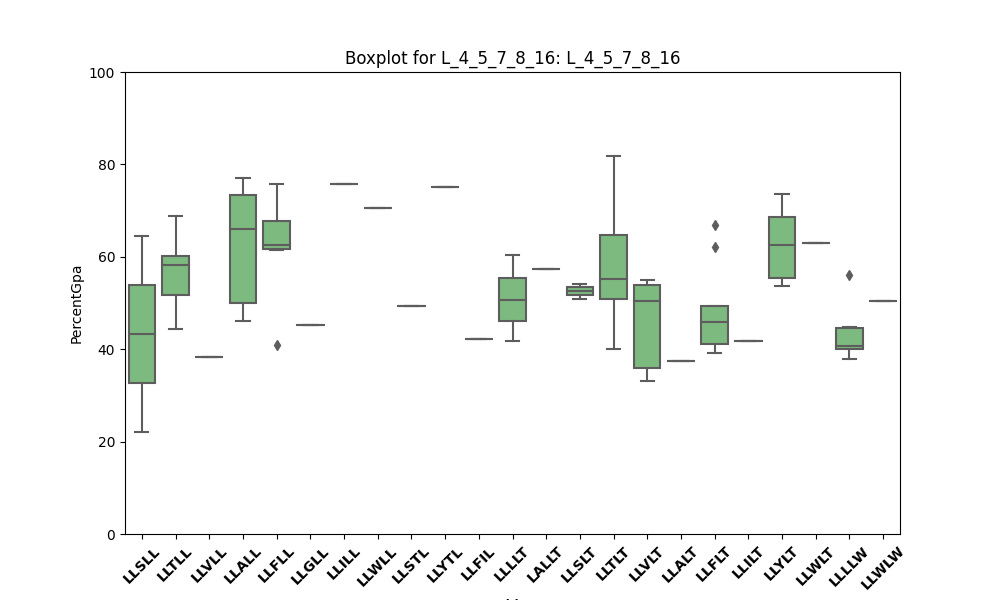 Boxplot for L_4_5_7_8_16: L_4_5_7_8_16
PercentGpa
100
80
60
40
20
0
LLSLL
LLTLL
LLVLL
LLALL
LLFLL
LLGLL
LLILL
LLWLL
LLSTL
LLYTL
LLFIL
LLLLT
LALLT
LLSLT
LLTLT
LLVLT
LLALT
LLFLT
LLILT
LLYLT
LLWLT
LLLLW
LLWLW